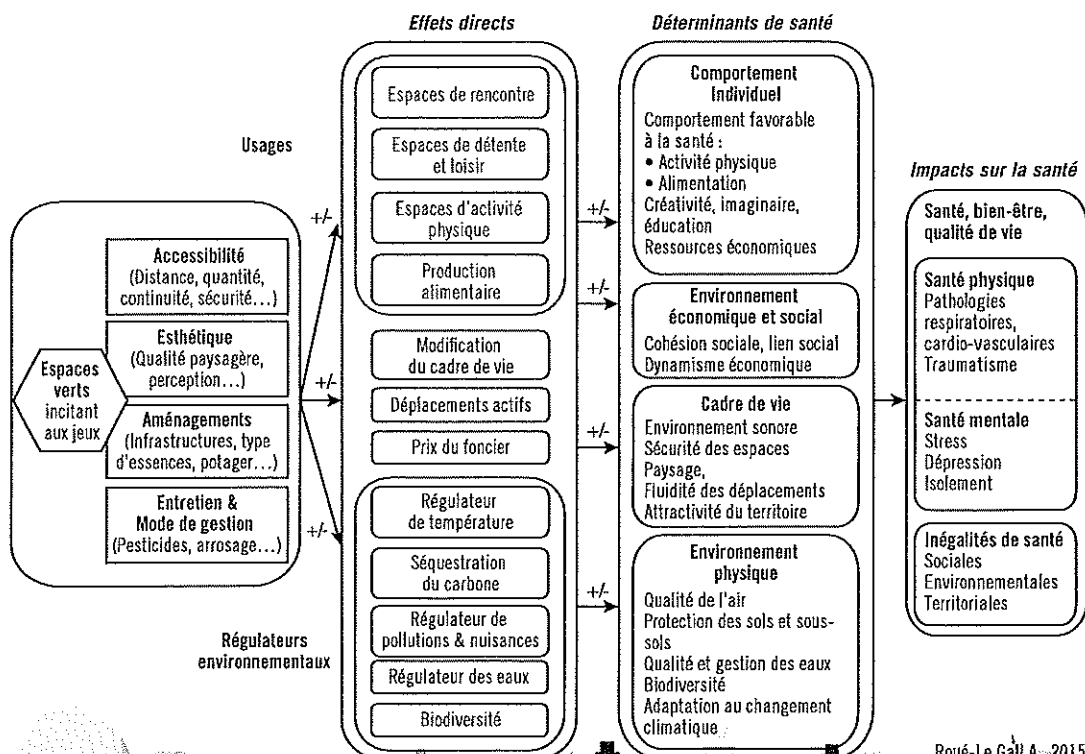 Effets directs
Déterminants de santé
Impacts sur la santé
Usages
Régulateurs
environnementaux
Espaces
verts
incitant
aux jeux
Accessibilité
(Distance, quantité,
continuité, sécurité...)
Esthétique
(Qualité paysagère,
perception...)
Aménagements
(Infrastructures, type
d'essences, potager...)
Entretien &
Mode de gestion
(Pesticides, arrosage...)
+/-
+/-
+/-
Espaces de rencontre
Espaces de détente
et loisir
Espaces d'activité
physique
Production
alimentaire
Modification
du cadre de vie
Déplacements actifs
Prix du foncier
Régulateur
de température
Séquestration
du carbone
Régulateur de
pollutions & nuisances
Régulateur des eaux
Biodiversité
+/-
+/-
+/-
+/-
Comportement
Individuel
Comportement favorable
à la santé :
• Activité physique
• Alimentation
Créativité, imaginaire,
éducation
Ressources économiques
Environnement
économique et social
Cohésion sociale, lien social
Dynamisme économique
Cadre de vie
Environnement sonore
Sécurité des espaces
Paysage,
Fluidité des déplacements
Attractivité du territoire
Environnement
physique
Qualité de l'air
Protection des sols et sous-
sols
Qualité et gestion des eaux
Biodiversité
Adaptation au changement
climatique
Santé, bien-être,
qualité de vie
Santé physique
Pathologies
respiratoires,
cardio-vasculaires
Traumatisme
Santé mentale
Stress
Dépression
Isolement
Inégalités de santé
Sociales
Environnementales
Territoriales
Roué-Le Gall A., 2015